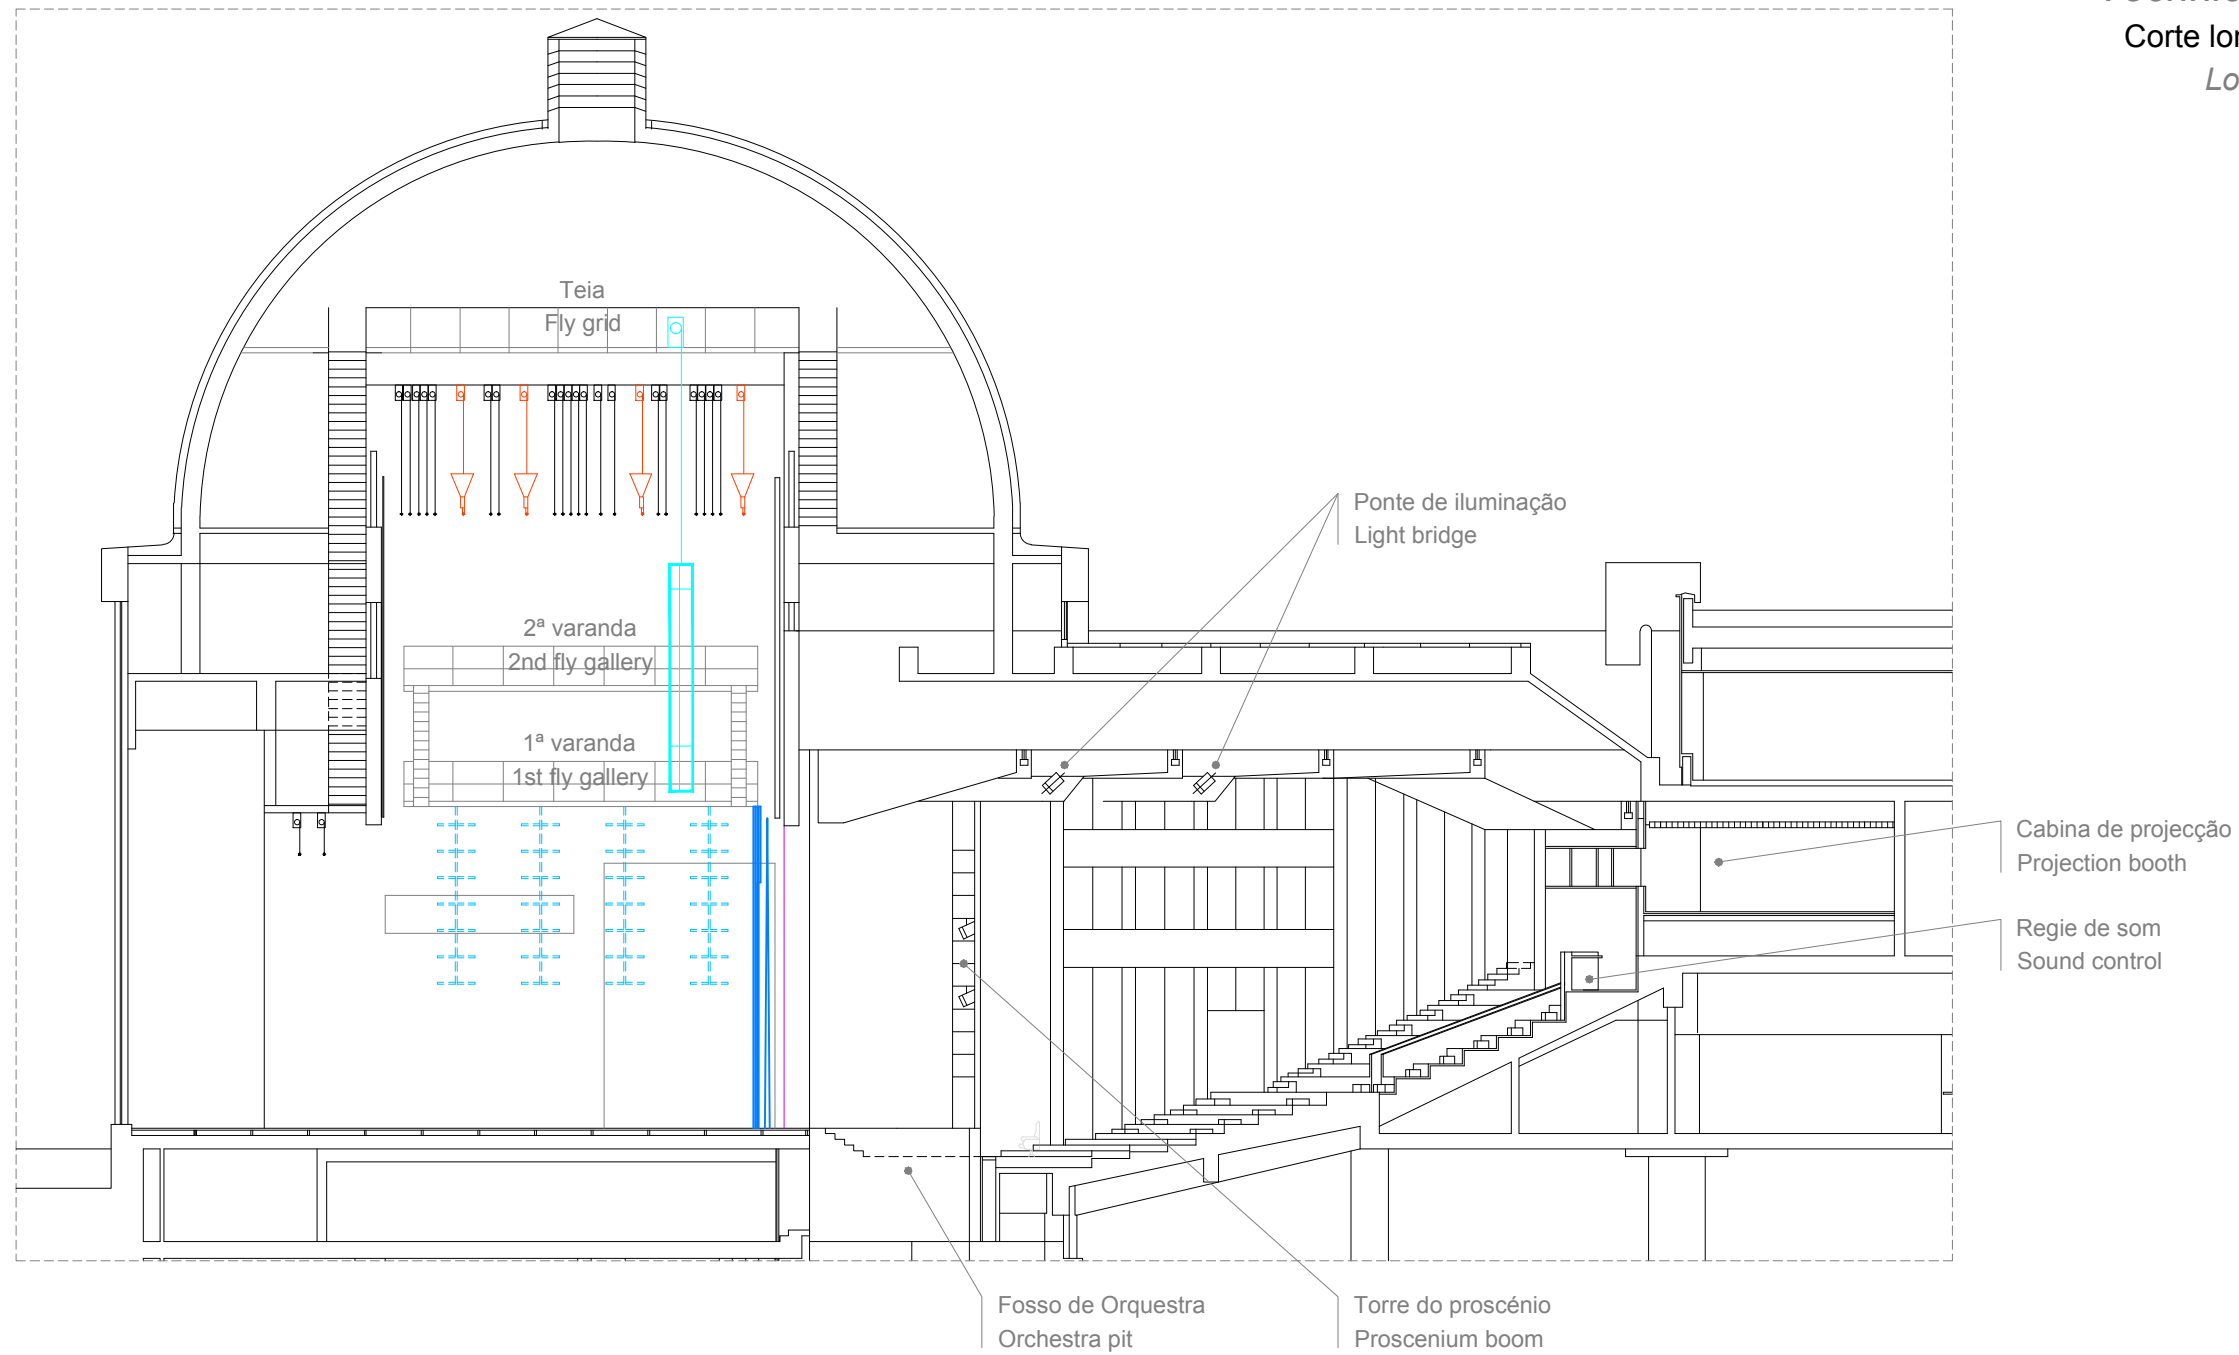 Corte
Teia
Fly grid
Ponte de iluminação
Light bridge
2ª varanda
2nd fly gallery
1ª varanda
1st fly gallery
Cabina de projecção
Projection booth
Regie de som
Sound control
Fosso de Orquestra
Orchestra pit
Torre do proscénio
Proscenium boom